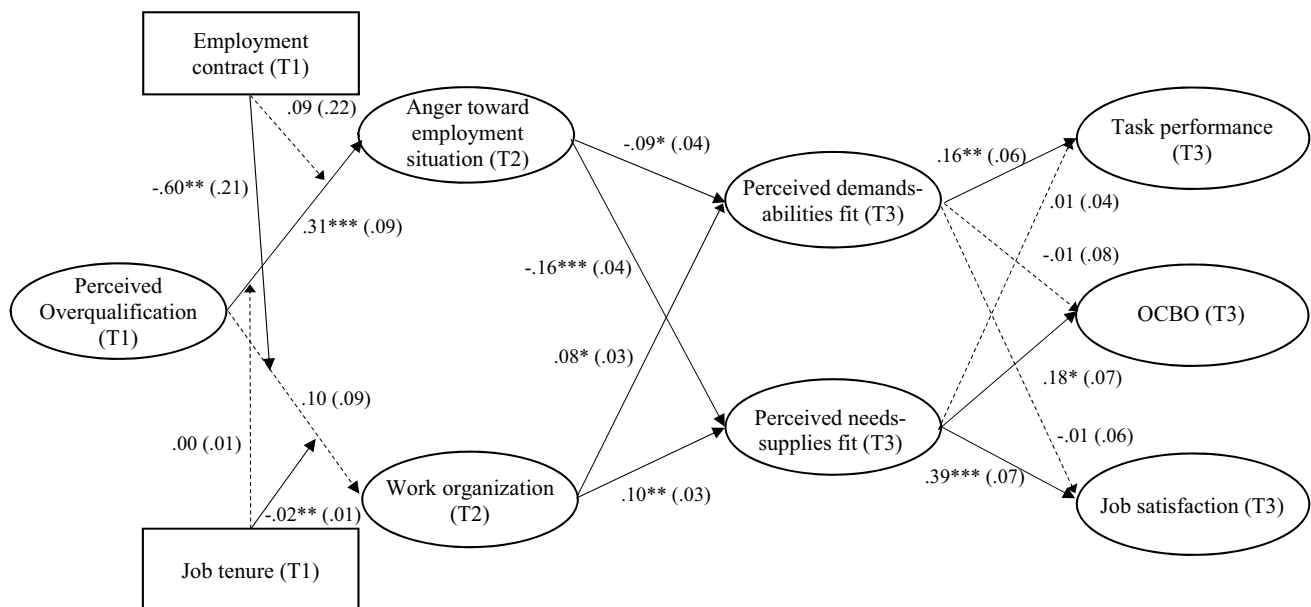 Employment
contract (T1)
.09 (.22)
Anger toward
employment
situation (T2)
-.09* (.04)
Task performance
(T3)
.16** (.06)
-.60** (.21)
Perceived demands-
abilities fit (T3)
.01 (.04)
.31*** (.09)
-.16*** (.04)
-.01 (.08)
Perceived
Overqualification
(T1)
OCBO (T3)
.08* (.03)
.18* (.07)
.10 (.09)
Perceived needs-
supplies fit (T3)
.00 (.01)
-.01 (.06)
.39*** (.07)
Work organization
(T2)
.10** (.03)
Job satisfaction (T3)
-.02** (.01)
Job tenure (T1)